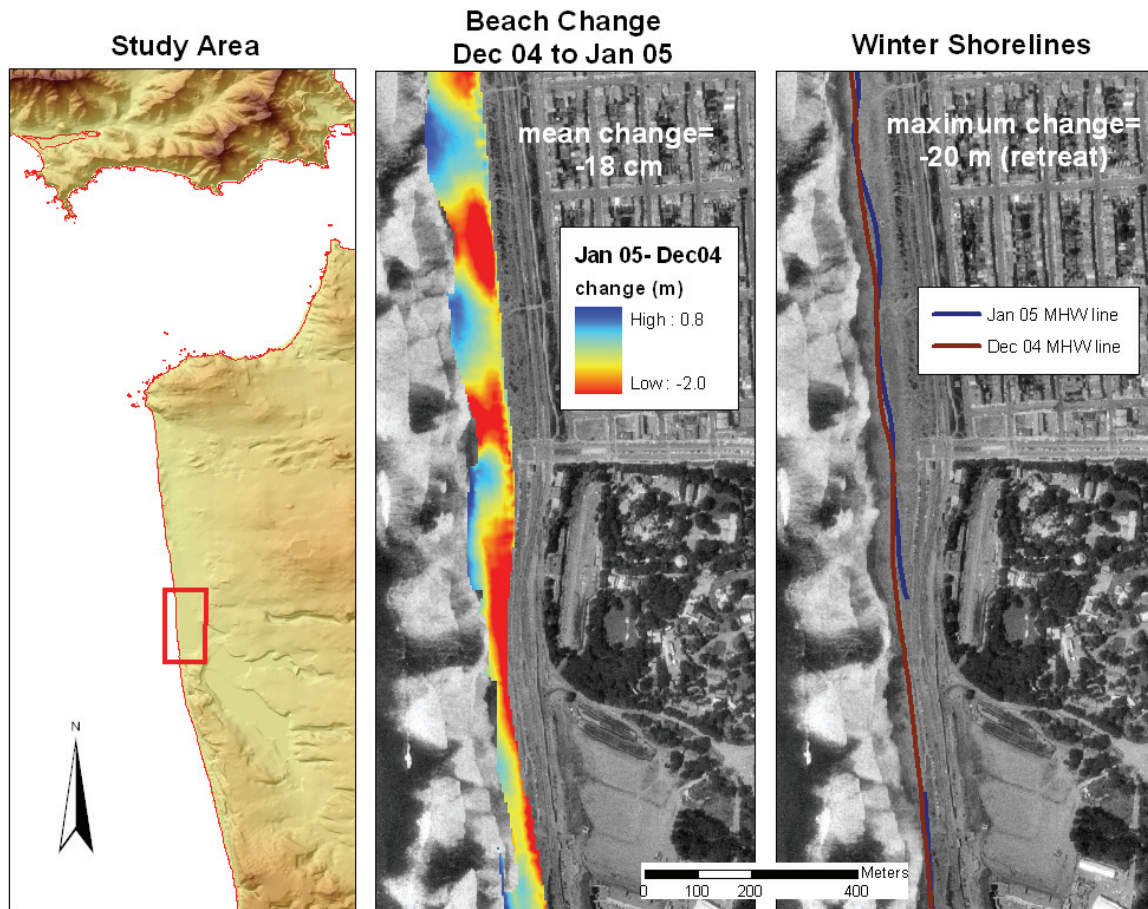 Study Area
N
Beach Change
Dec 04 to Jan 05
mean change=
-18 cm
Jan 05- Dec04
change (m)
High : 0.8
Low : -2.0
Winter Shorelines
maximum change=
-20 m (retreat)
Jan 05 MHW line
Dec 04 MHW line
Meters
0 100 200 400